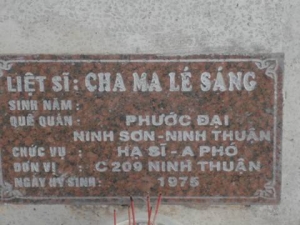 LIỆT SĨ: CHA MA LÉ SÁNG
SINH NĂM:
QUÊ QUÁN: PHƯỚC ĐẠI
NINH SƠN-NINH THUẬN
CHỨC VỤ: HẠ SĨ - A PHÓ
ĐƠN VỊ: C209 NINH THUẬN
NGÀY HY SINH: 1975